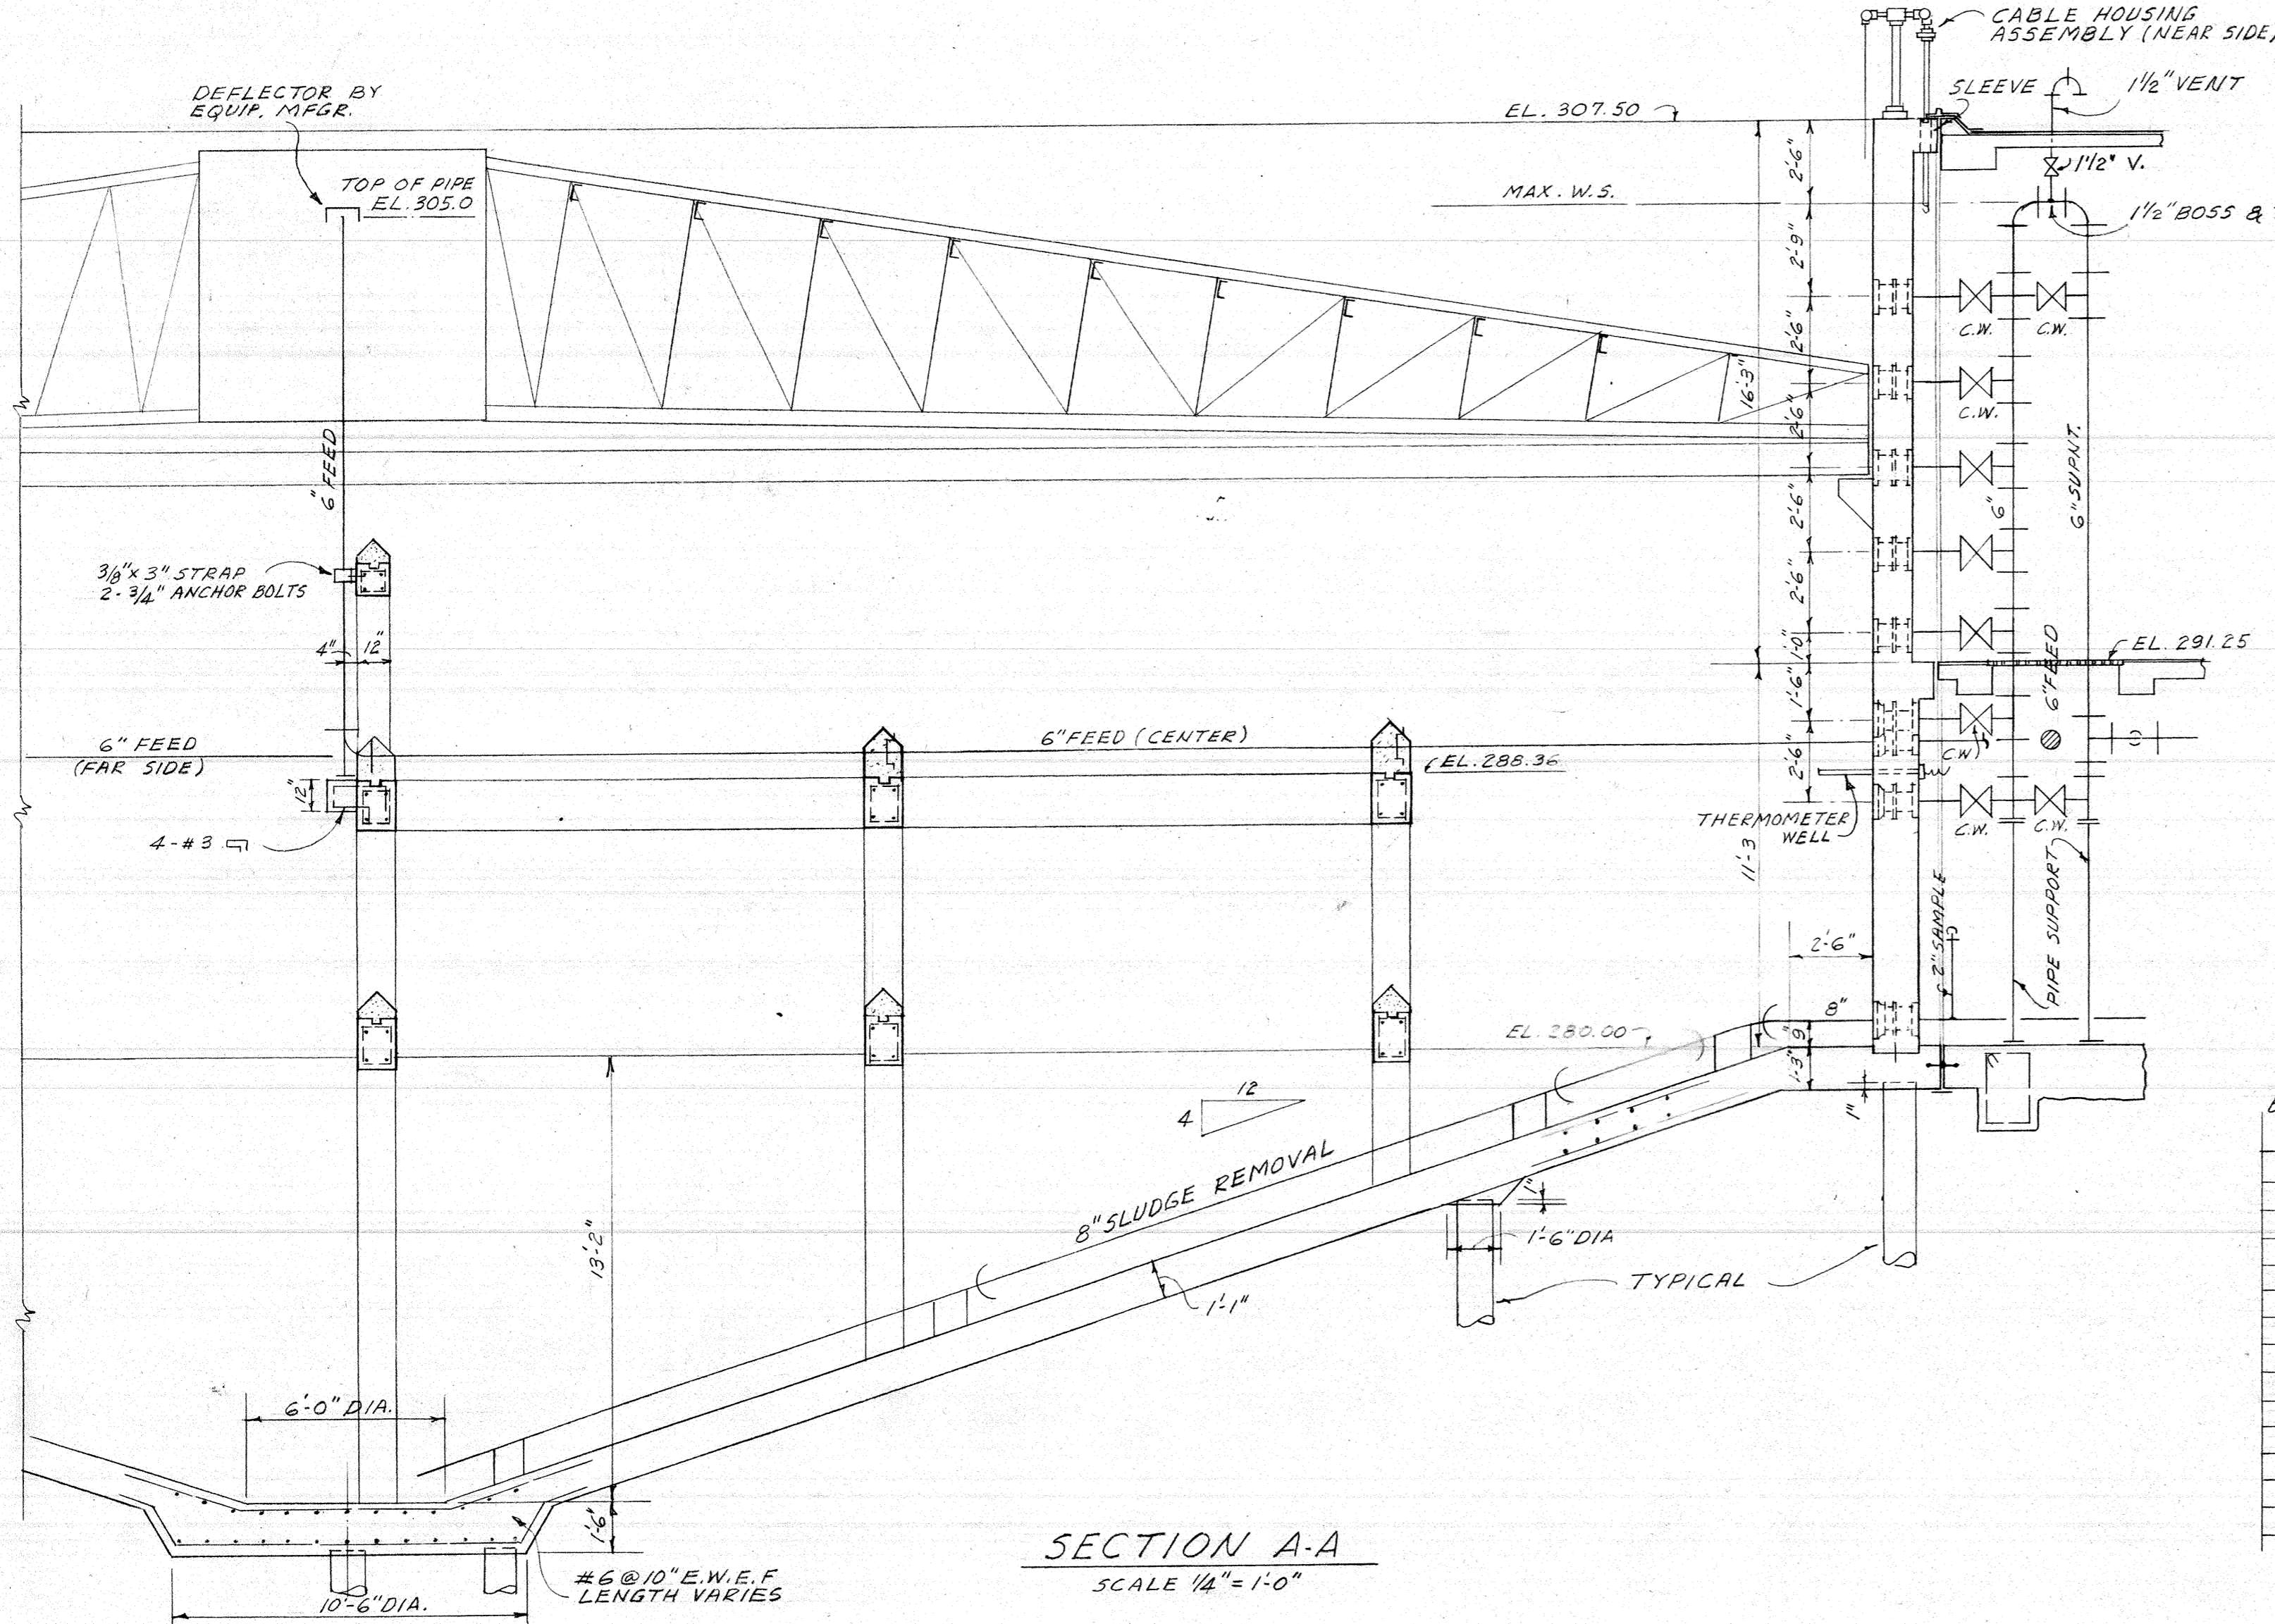 CABLE HOUSING
ASSEMBLY (NEAR SIDE)
DEFLECTOR BY
EQUIP. MFGR.
EL. 307.50
SLEEVE
1½" VENT
2'-6"
1½" V.
TOP OF PIPE
EL. 305.0
MAX. W.S.
1½" BOSS &
2'-9"
C.W.
C.W.
2'-6"
16'-3"
C.W.
2'-6"
6" FEED
6"
6" SUPNT.
2'-6"
3/8" x 3" STRAP
2-3/4" ANCHOR BOLTS
2'-6"
4"
12"
1'-0"
EL. 291.25
1'-6"
6" FEED
6" FEED
(FAR SIDE)
6" FEED (CENTER)
C.W.
EL. 288.36
2'-6"
12"
THERMOMETER
WELL
C.W.
C.W.
4-#3
11'-3
2" SAMPLE
PIPE SUPPORT
2'-6"
8"
EL. 280.00
9"
1'-3"
1"
12
4
8" SLUDGE REMOVAL
1"
13'-2"
1'-6" DIA
TYPICAL
1'-1"
6'-0" DIA.
1'-6"
#6 @ 10" E.W.E.F
LENGTH VARIES
10'-6" DIA.
SECTION A-A
SCALE ¼" = 1'-0"